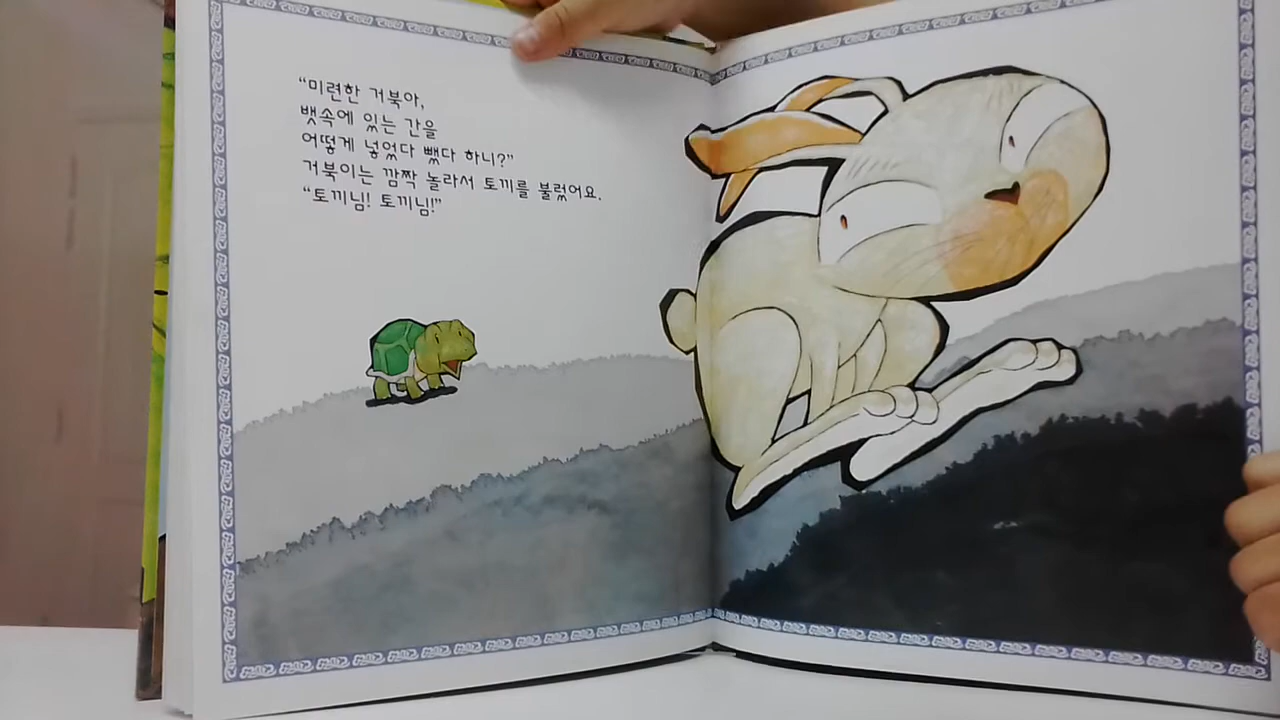 “미련한 거북아,
뱃속에 있는 간을
어떻게 넣었다 뺐다 하니?”
거북이는 깜짝 놀라서 토끼를 불렀어요.
“토끼님! 토끼님!”